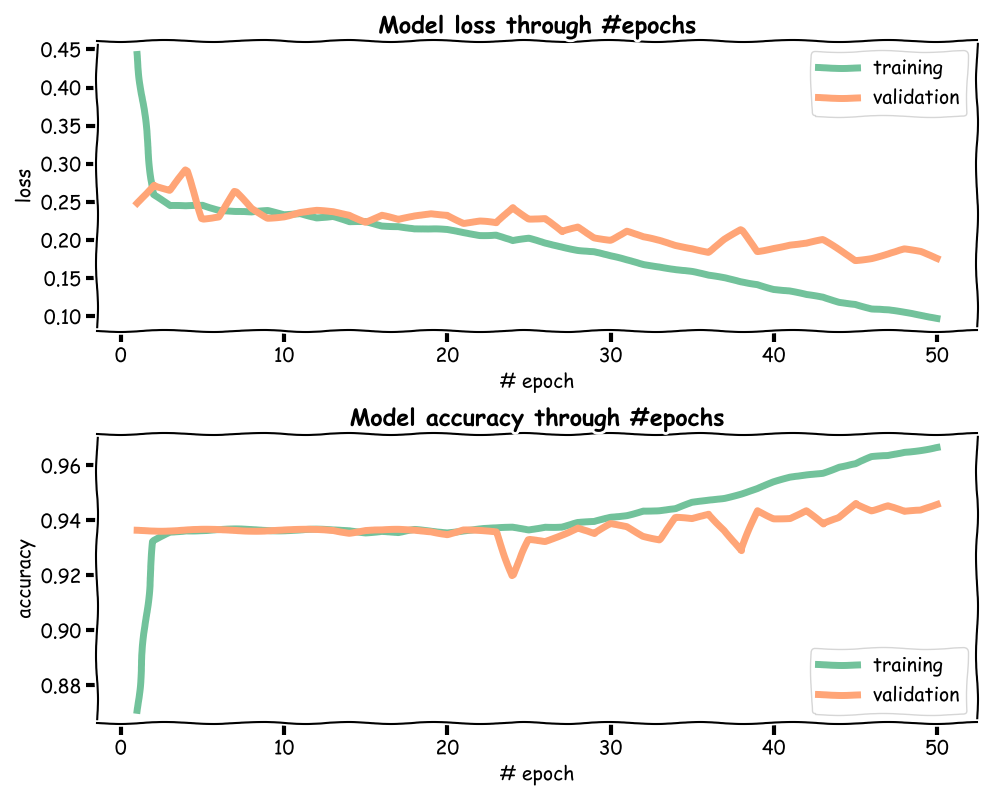 Model loss through #epochs
0.45
0.40
0.35
0.30
0.25
0.20
0.15
0.10
loss
training
validation
0 10 20 30 40 50
# epoch
Model accuracy through #epochs
0.96
0.94
0.92
0.90
0.88
accuracy
training
validation
0 10 20 30 40 50
# epoch